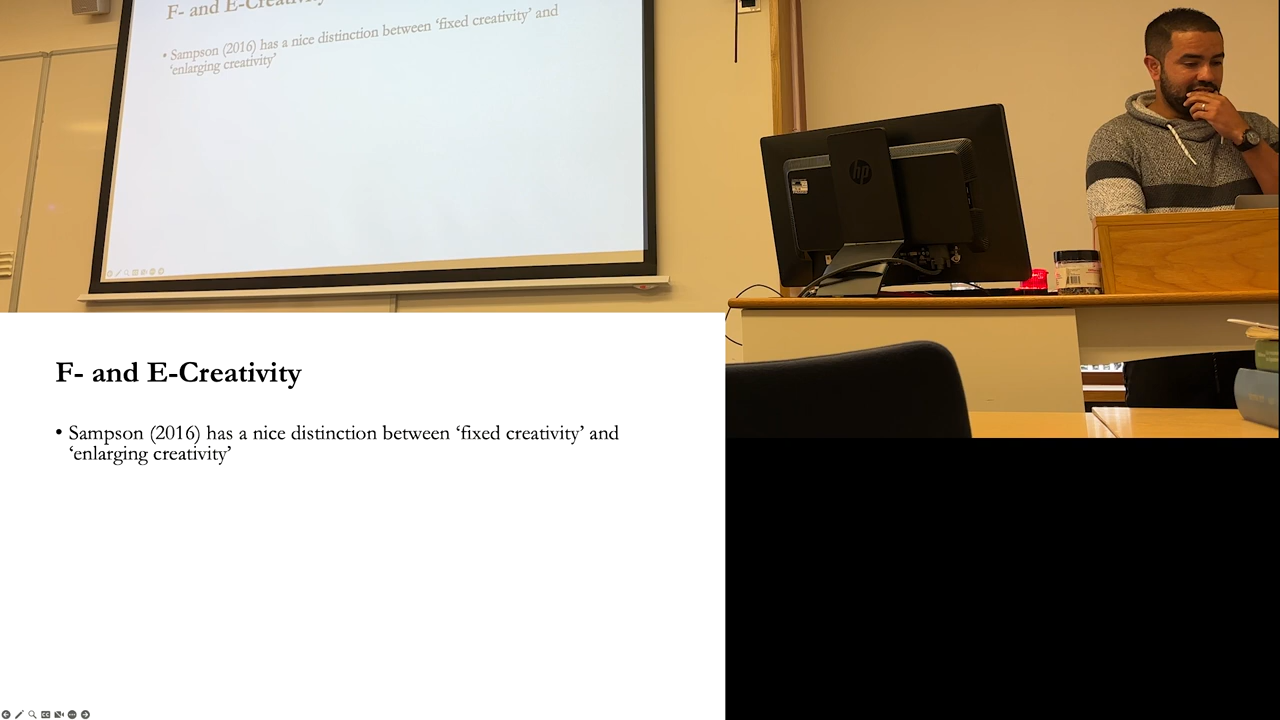 F- and E-Creativity
• Sampson (2016) has a nice distinction between ‘fixed creativity’ and
‘enlarging creativity’
hp
F- and E-Creativity
• Sampson (2016) has a nice distinction between ‘fixed creativity’ and
‘enlarging creativity’